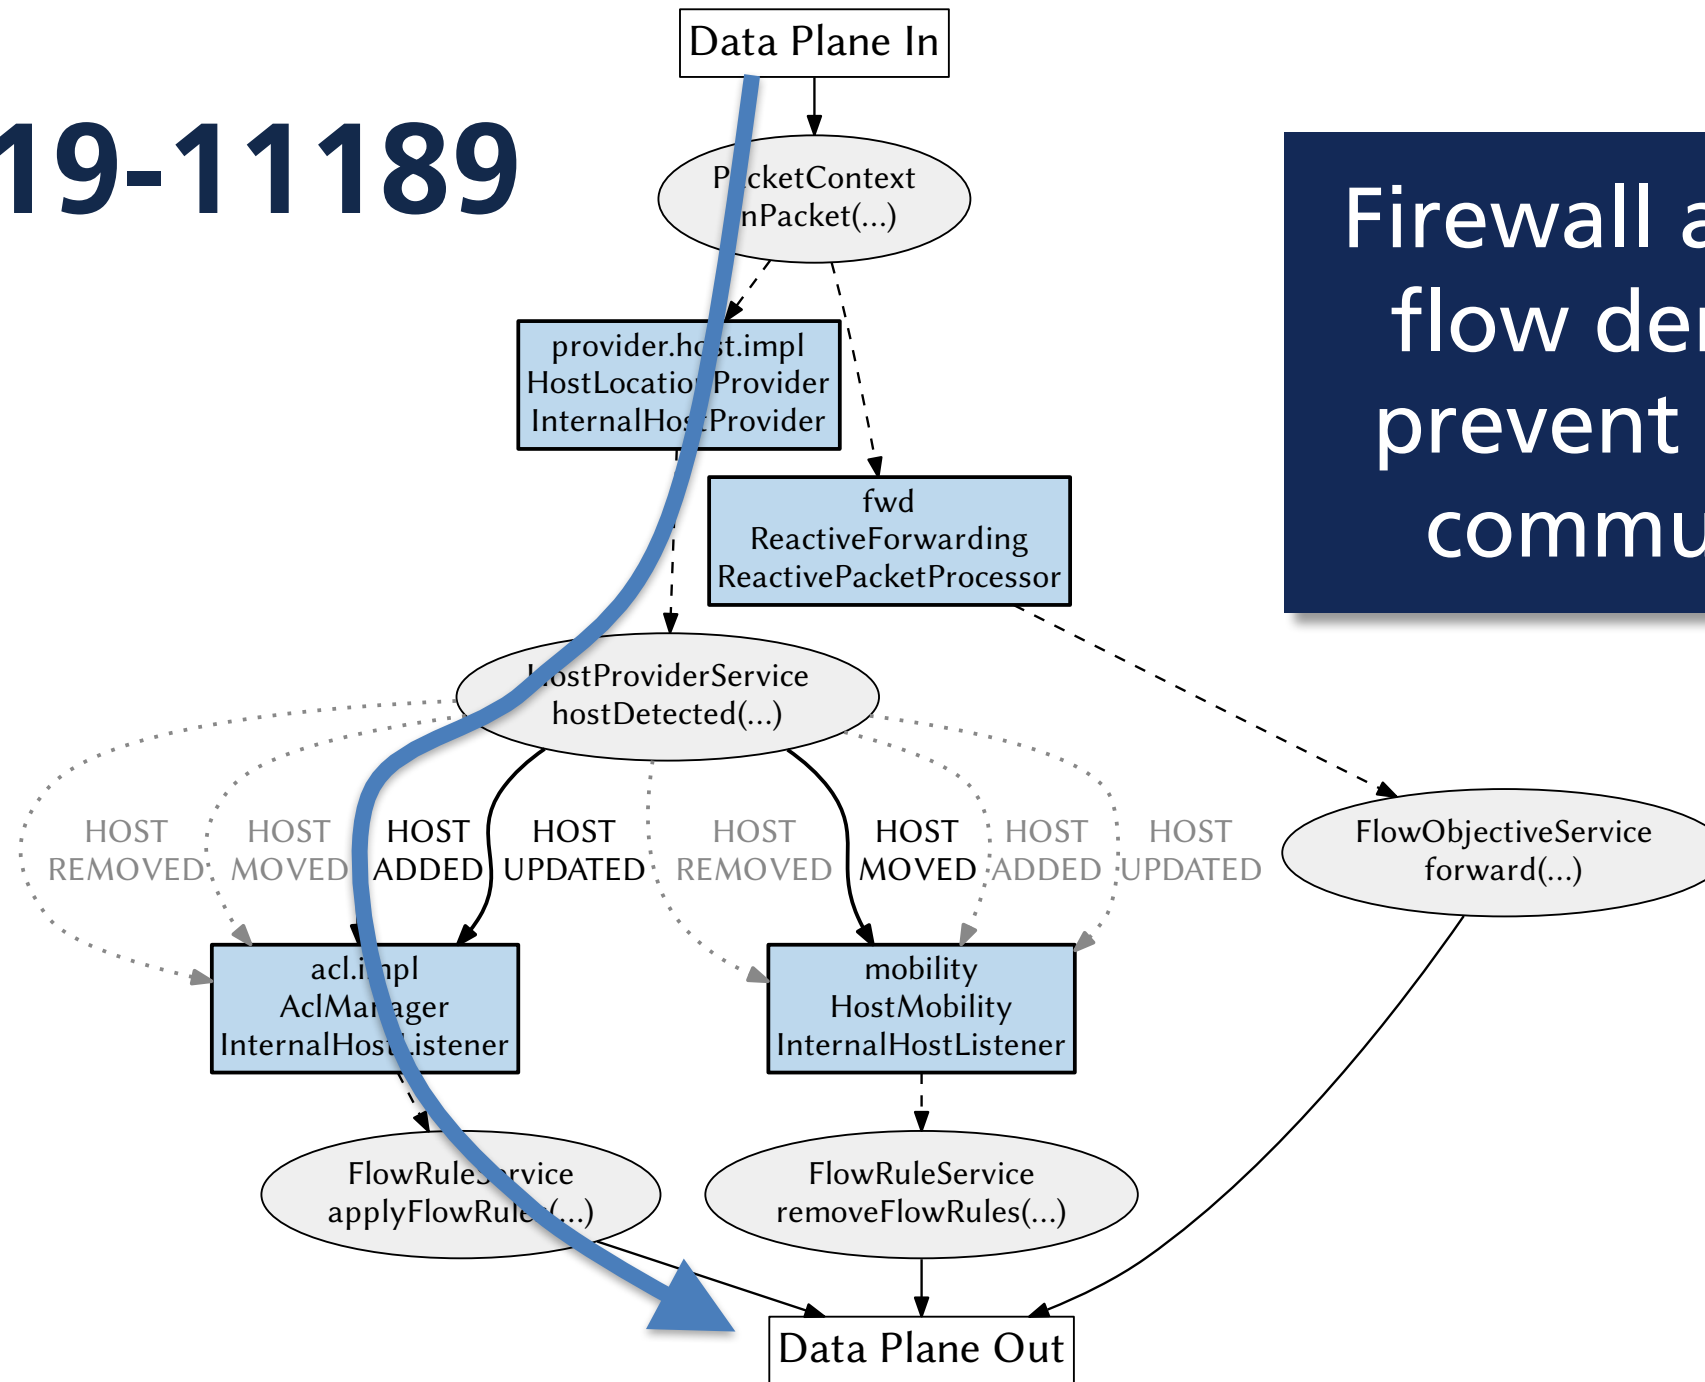 Data Plane In
19-11189
PacketContext
inPacket(...)
Firewall a
flow der
prevent
commu
provider.host.impl
HostLocationProvider
InternalHostProvider
fwd
ReactiveForwarding
ReactivePacketProcessor
HostProviderService
hostDetected(...)
HOST
REMOVED
HOST
MOVED
HOST
ADDED
HOST
UPDATED
HOST
REMOVED
HOST
MOVED
HOST
ADDED
HOST
UPDATED
FlowObjectiveService
forward(...)
acl.impl
AclManager
InternalHostListener
mobility
HostMobility
InternalHostListener
FlowRuleService
applyFlowRules(...)
FlowRuleService
removeFlowRules(...)
Data Plane Out